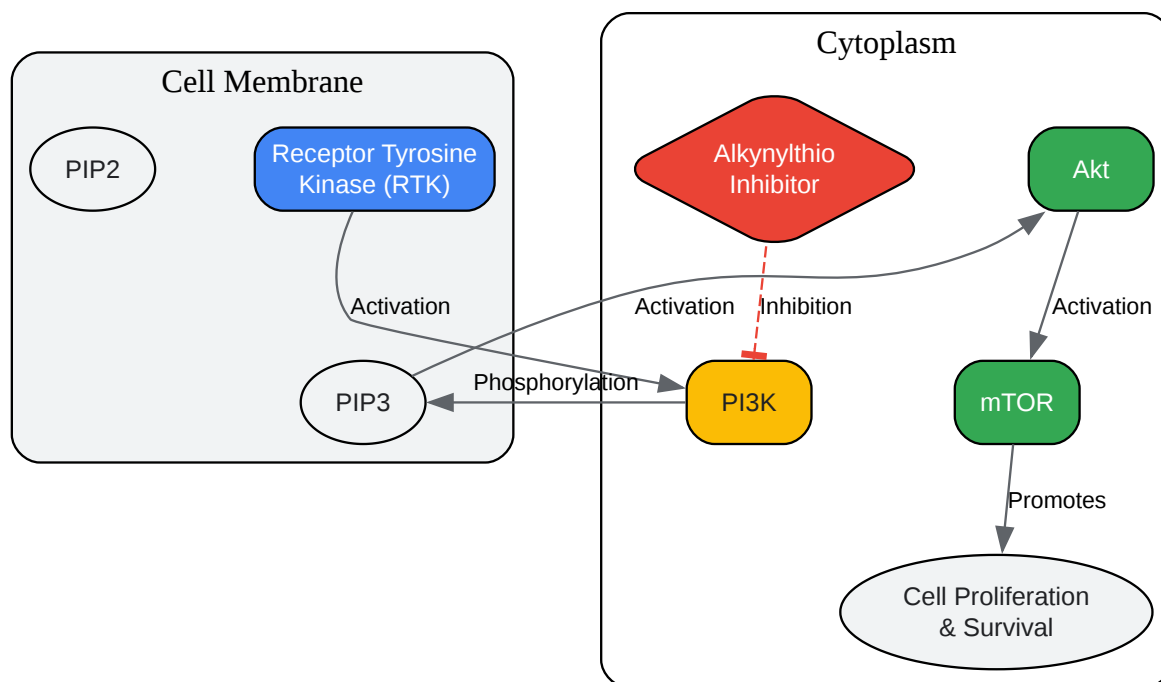 Cell Membrane
Cytoplasm
PIP2
Receptor Tyrosine
Kinase (RTK)
Alkynylthio
Inhibitor
Akt
Activation
Activation
Inhibition
Activation
PIP3
Phosphorylation
PI3K
mTOR
Promotes
Cell Proliferation
& Survival